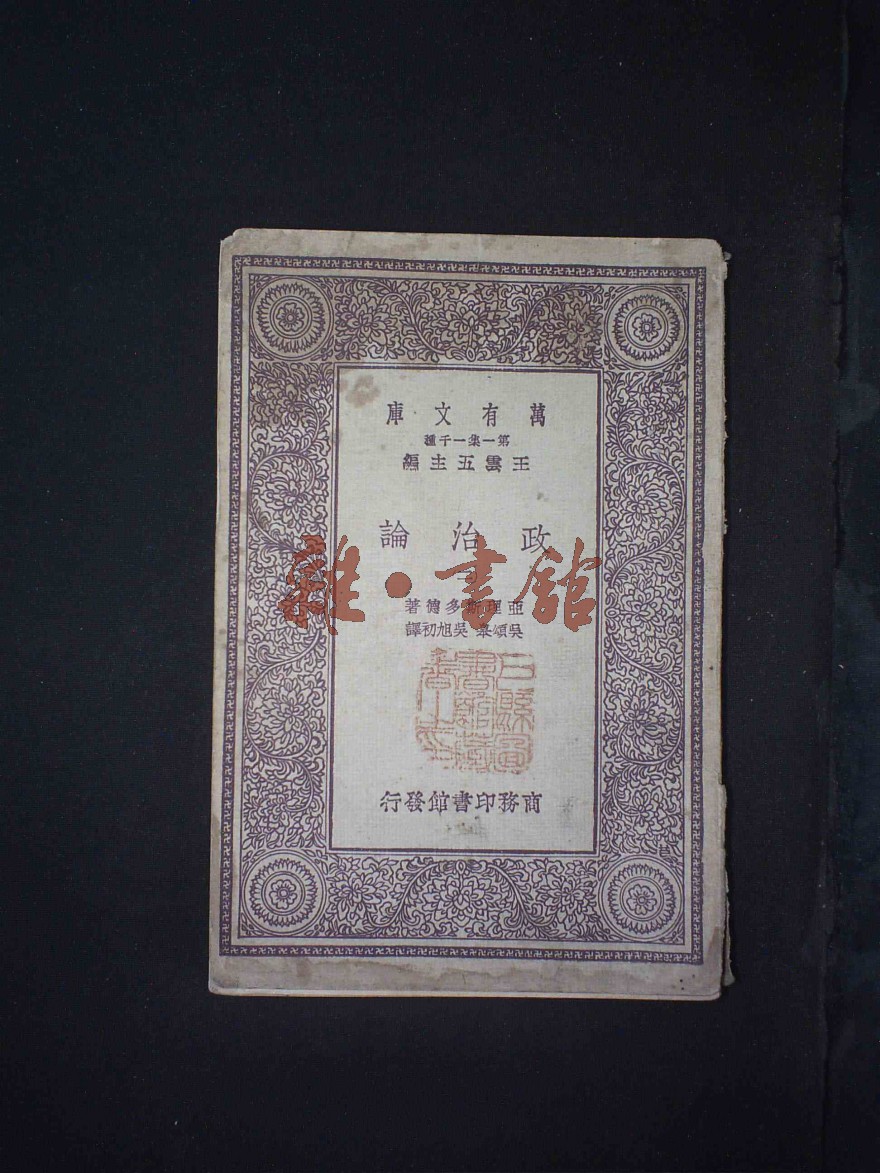 萬有文庫
第一集一千種
王雲五主編
政治論
亞理斯多德著
吳頌皋 吳旭初譯
商務印書館發行
雜·書館